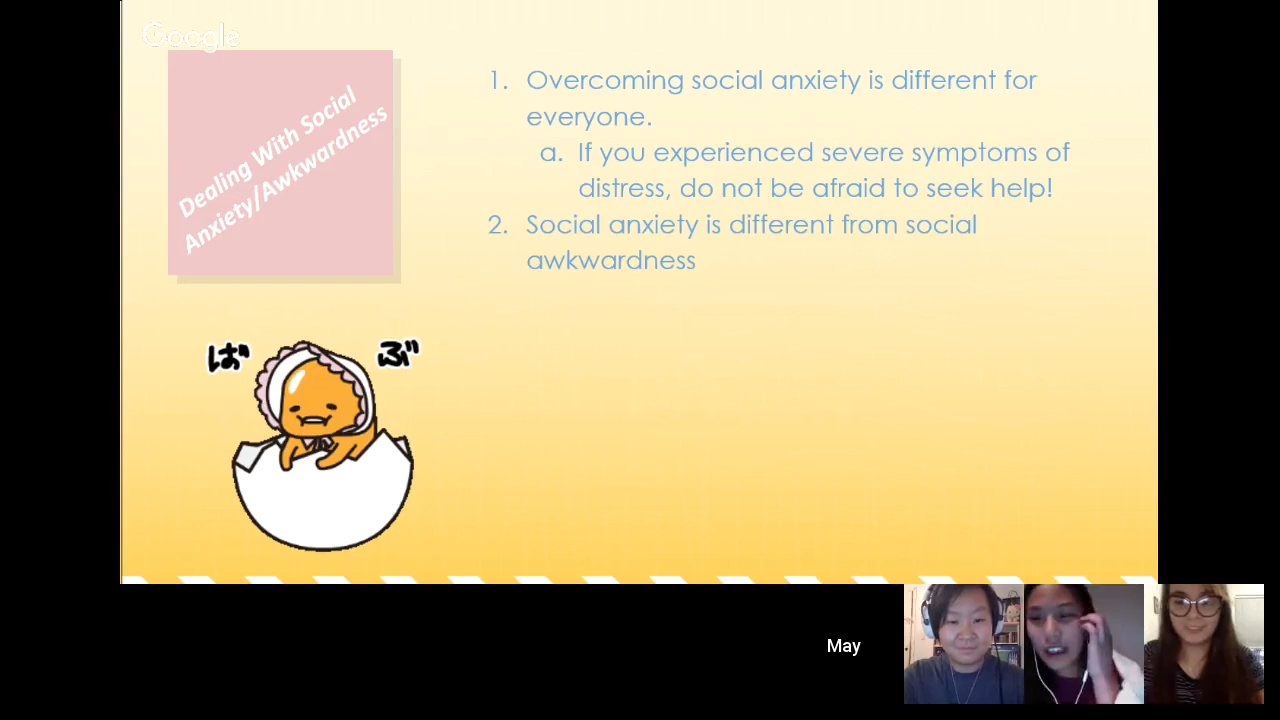 Google
Dealing With Social
Anxiety/Awkwardness
1. Overcoming social anxiety is different for
everyone.
a. If you experienced severe symptoms of
distress, do not be afraid to seek help!
2. Social anxiety is different from social
awkwardness
ば ぶ
May